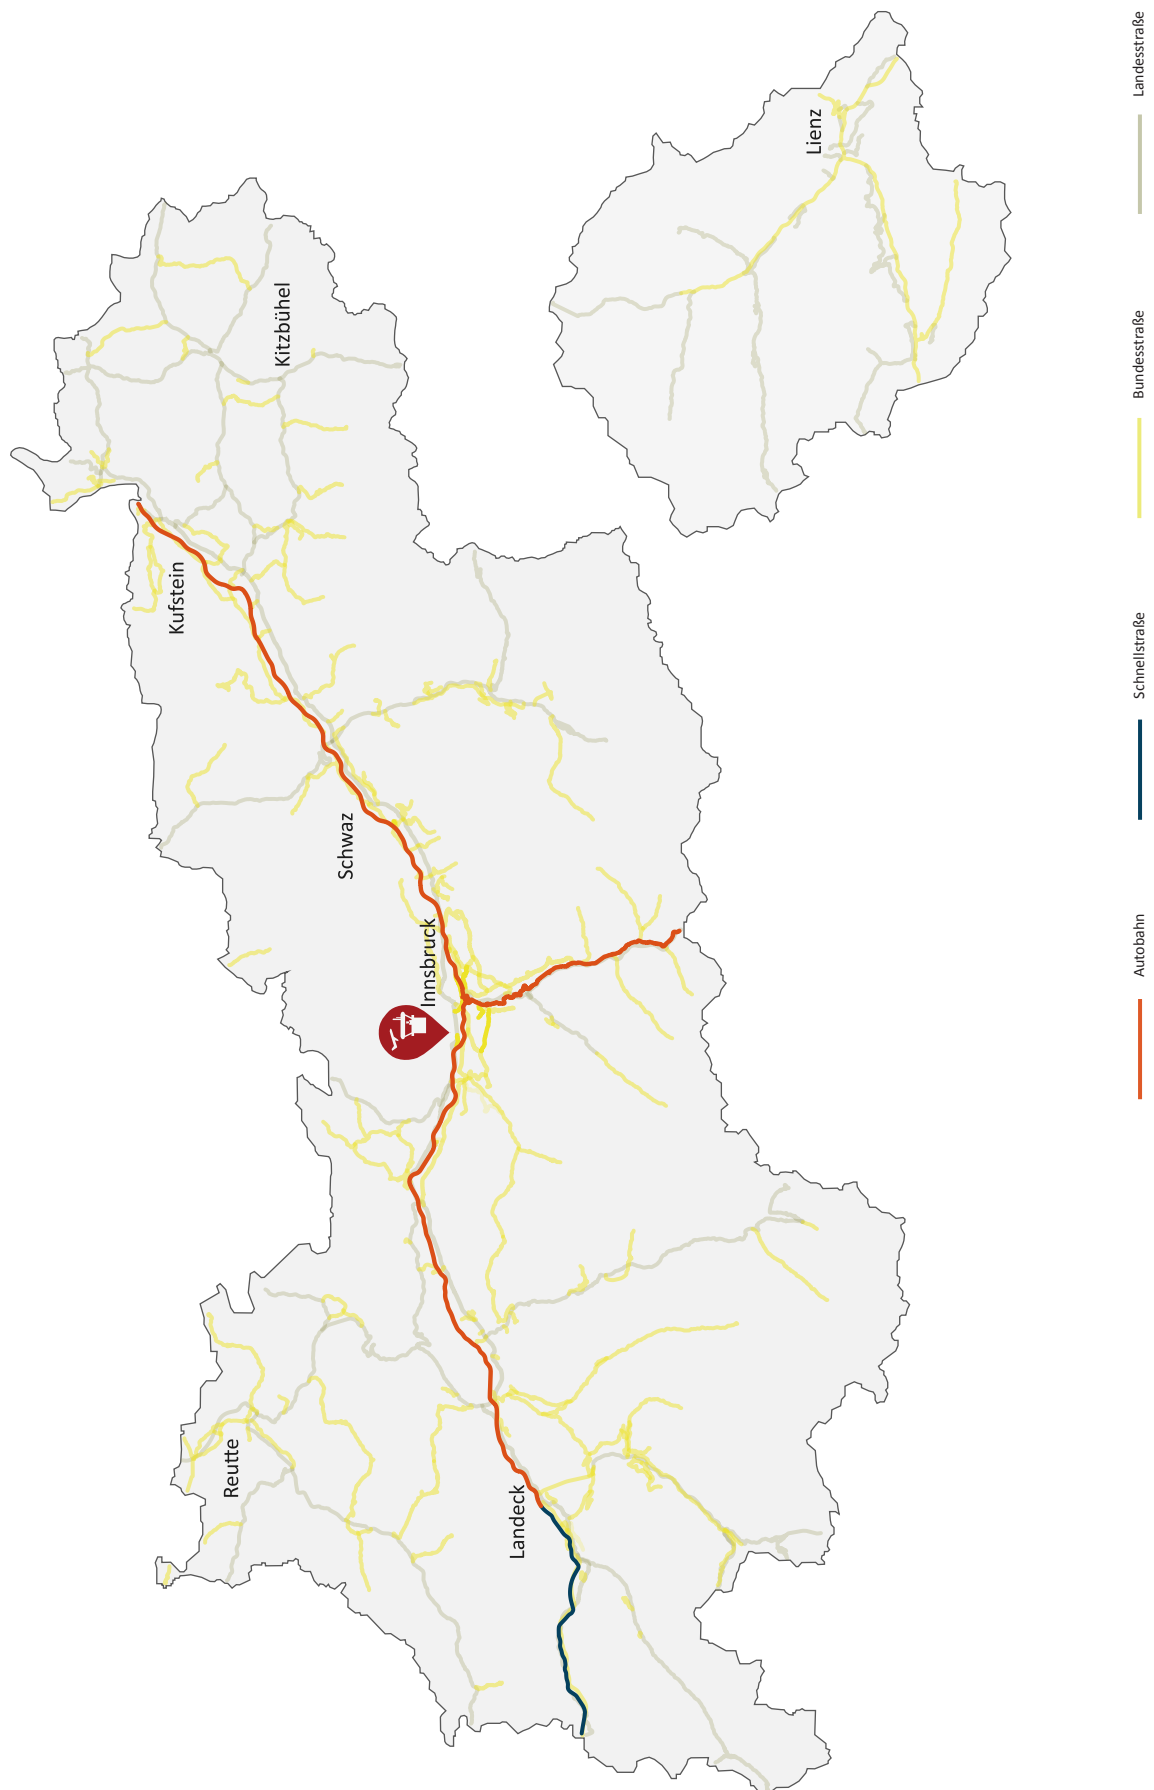 Reutte
Landeck
Innsbruck
Schwaz
Kufstein
Kitzbühel
Lienz
Autobahn
Schnellstraße
Bundesstraße
Landesstraße